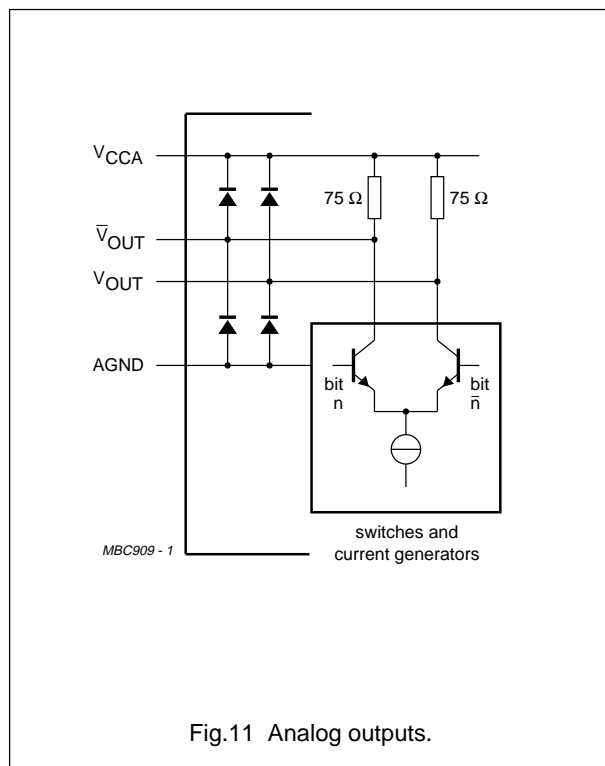 VCCA
75 Ω 75 Ω
V̅OUT
VOUT
AGND
bit n
bit n̅
switches and
current generators
MBC909 - 1
Fig.11 Analog outputs.